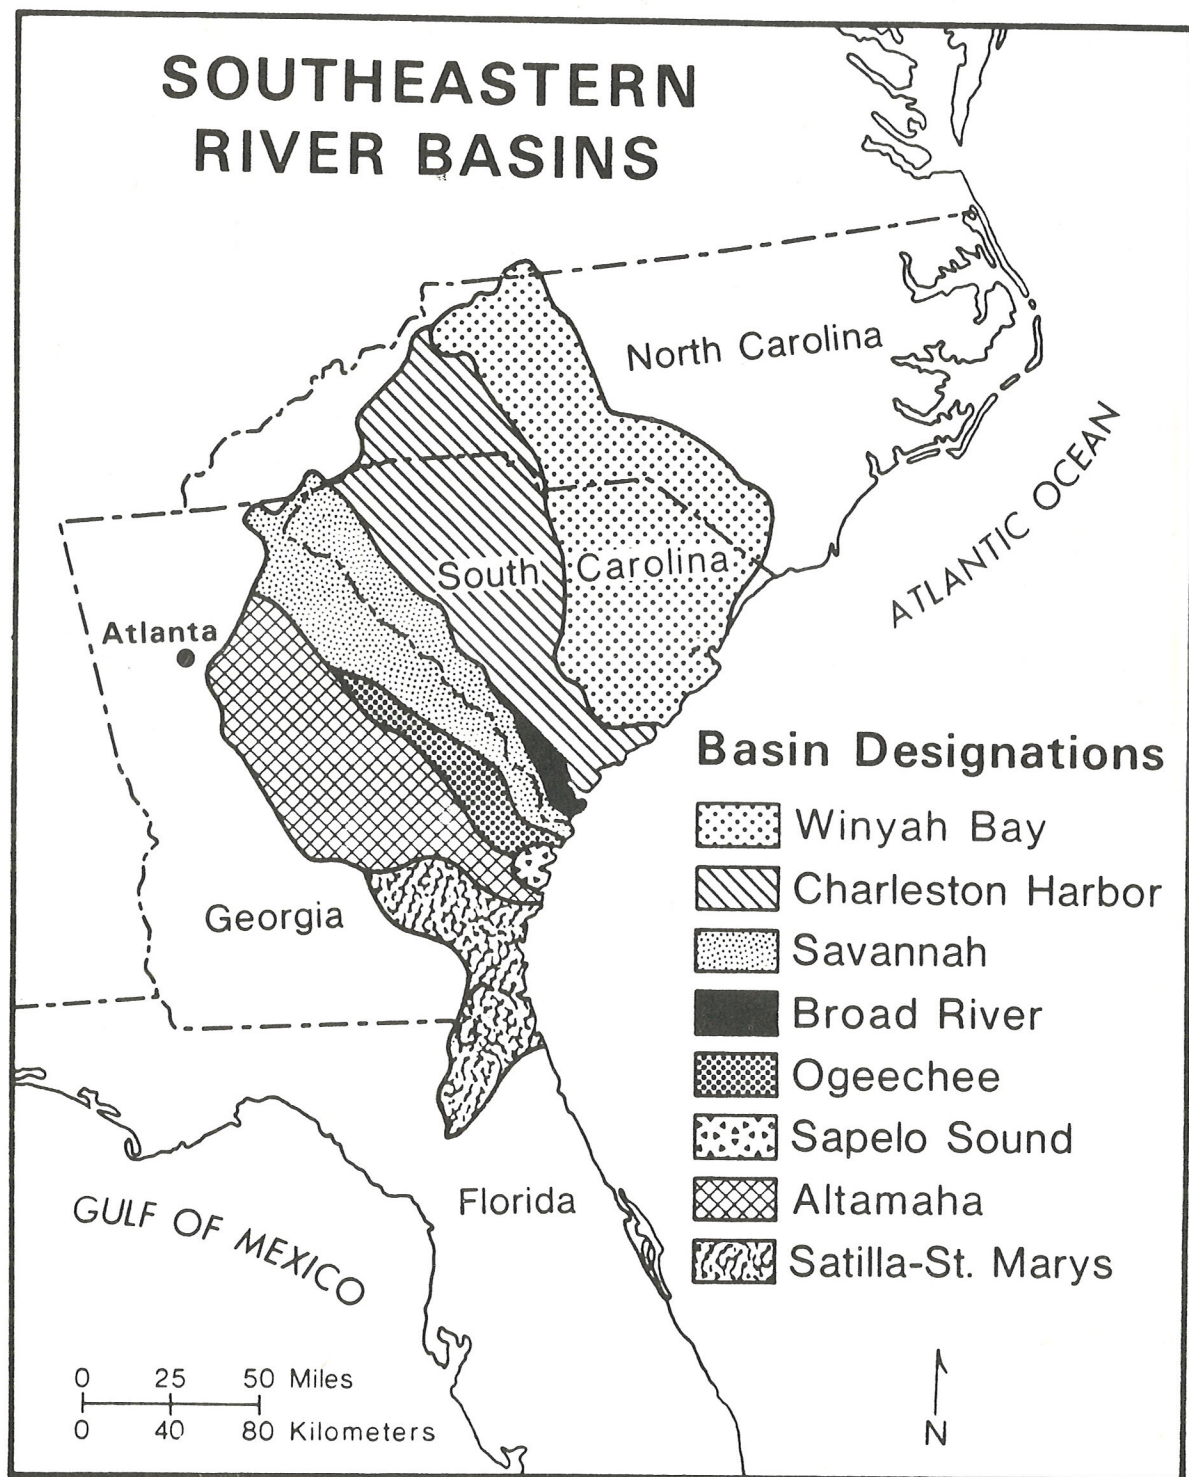 SOUTHEASTERN
RIVER BASINS
North Carolina
ATLANTIC OCEAN
South Carolina
Atlanta
Georgia
Florida
GULF OF MEXICO
Basin Designations
Winyah Bay
Charleston Harbor
Savannah
Broad River
Ogeechee
Sapelo Sound
Altamaha
Satilla-St. Marys
0 25 50 Miles
0 40 80 Kilometers
N